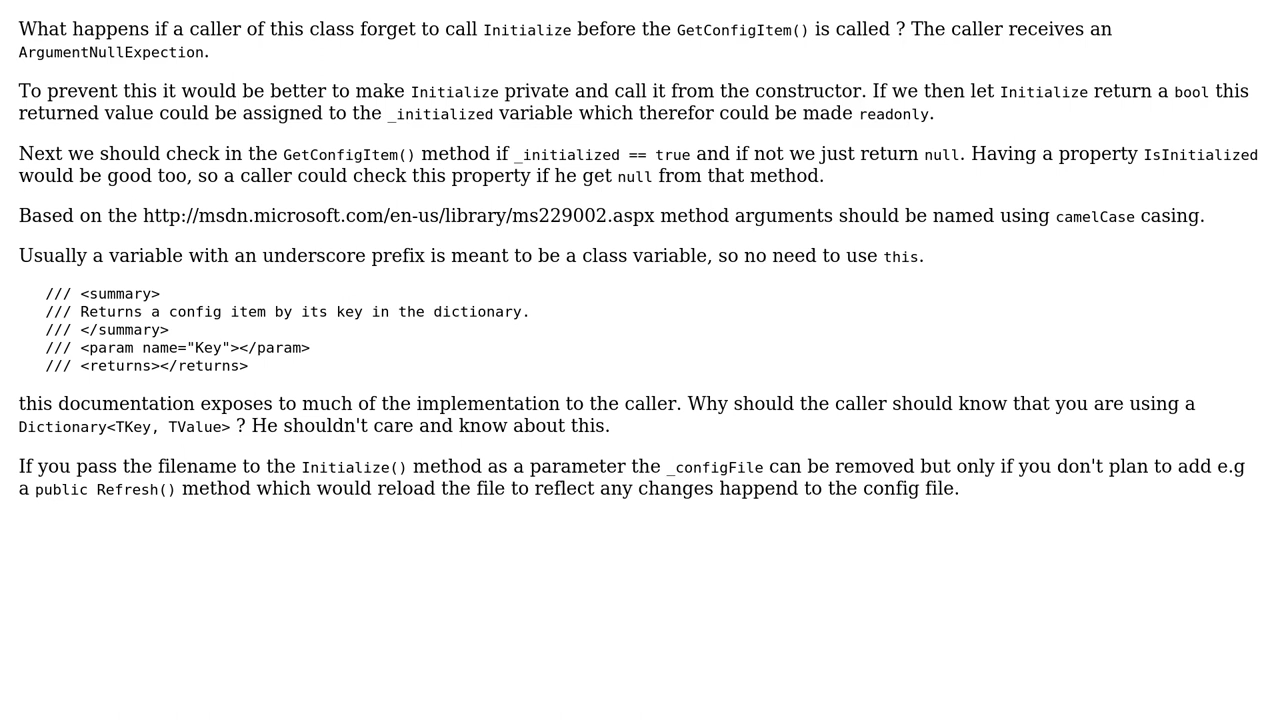 What happens if a caller of this class forget to call Initialize before the GetConfigItem() is called ? The caller receives an
ArgumentNullExpection.
To prevent this it would be better to make Initialize private and call it from the constructor. If we then let Initialize return a bool this
returned value could be assigned to the _initialized variable which therefor could be made readonly.
Next we should check in the GetConfigItem() method if _initialized == true and if not we just return null. Having a property IsInitialized
would be good too, so a caller could check this property if he get null from that method.
Based on the http://msdn.microsoft.com/en-us/library/ms229002.aspx method arguments should be named using camelCase casing.
Usually a variable with an underscore prefix is meant to be a class variable, so no need to use this.
/// <summary>
/// Returns a config item by its key in the dictionary.
/// </summary>
/// <param name="Key"></param>
/// <returns></returns>
this documentation exposes to much of the implementation to the caller. Why should the caller should know that you are using a
Dictionary<TKey, TValue> ? He shouldn't care and know about this.
If you pass the filename to the Initialize() method as a parameter the _configFile can be removed but only if you don't plan to add e.g
a public Refresh() method which would reload the file to reflect any changes happend to the config file.